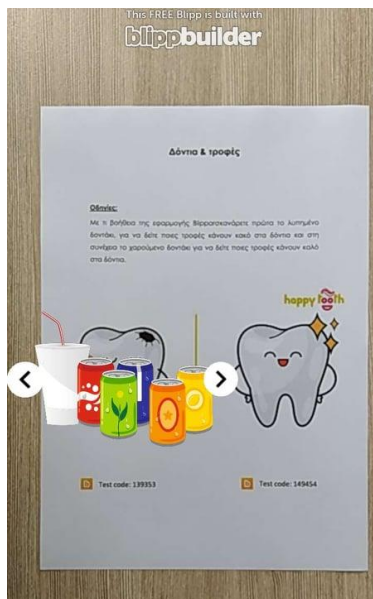 This FREE Blipp is built with
blippbuilder
Δόντια & τροφές
Οδηγίες:
Με τη βοήθεια της εφαρμογής Blipparσκανάρετε πρώτα το λυπημένο
δοντάκι, για να δείτε ποιες τροφές κάνουν κακό στα δόντια και στη
συνέχεια το χαρούμενο δοντάκι για να δείτε ποιες τροφές κάνουν καλό
στα δόντια.
happy tooth
Test code: 139353
Test code: 149454